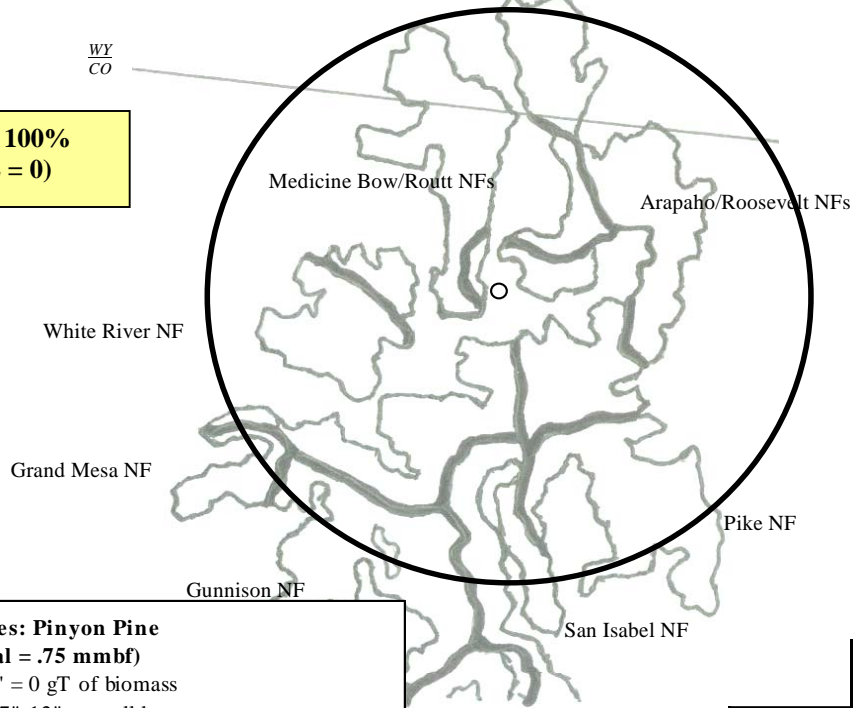 WY
CO
100%
= 0)
Medicine Bow/Routt NFs
Arapaho/Roosevelt NFs
White River NF
Grand Mesa NF
Pike NF
Gunnison NF
San Isabel NF
es: Pinyon Pine
al = .75 mmbf)
" = 0 gT of biomass